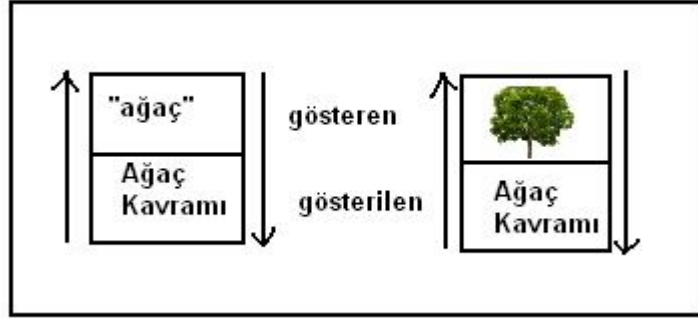 "ağaç"
Ağaç
Kavramı
gösteren
gösterilen
Ağaç
Kavramı